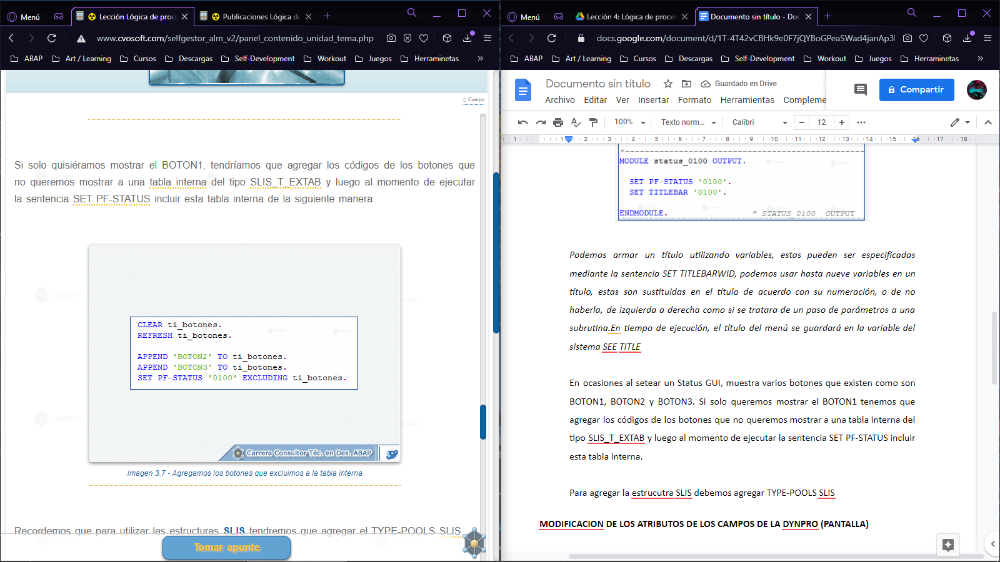 Menú
Lección Lógica de proc
Publicaciones Lógica de
www.cvosoft.com/selfgestor_alm_v2/panel_contenido_unidad_tema.php
ABAP
Art / Learning
Cursos
Descargas
Self-Development
Workout
Juegos
Herraminetas
»
Cuerpo
Si solo quisiéramos mostrar el BOTON1, tendríamos que agregar los códigos de los botones que
no queremos mostrar a una tabla interna del tipo SLIS_T_EXTAB y luego al momento de ejecutar
la sentencia SET PF-STATUS incluir esta tabla interna de la siguiente manera:
CVOSOFT
CLEAR ti_botones.
REFRESH ti_botones.
APPEND 'BOTON2' TO ti_botones.
APPEND 'BOTON3' TO ti_botones.
SET PF-STATUS '0100' EXCLUDING ti_botones.
CVOSOFT
Carrera Consultor Téc. en Des. ABAP
Imagen 3.7 - Agregamos los botones que excluimos a la tabla interna
Recordemos que para utilizar las estructuras SLIS tendremos que agregar el TYPE-POOLS SLIS.
Tomar apunte
Menú
Lección 4: Lógica de proces
Documento sin título - Doc
docs.google.com/document/d/1T-4T42vCBHk9e0F7jQYBoGPeaSWad4janAp3
ABAP
Art / Learning
Cursos
Descargas
Self-Development
Workout
Juegos
Herraminetas
»
Documento sin título
Guardado en Drive
Archivo Editar Ver Insertar Formato Herramientas Compleme
Compartir
100%
Texto norm...
Calibri
− 12 +
1 1 2 3 4 5 6 7 8 9 10 11 12 13 14 15 16 17 18
*------------------------------------------------
MODULE status_0100 OUTPUT.
SET PF-STATUS '0100'.
SET TITLEBAR '0100'.
ENDMODULE. " STATUS_0100 OUTPUT
Podemos armar un título utilizando variables, estas pueden ser especificadas
mediante la sentencia SET TITLEBARWID, podemos usar hasta nueve variables en un
título, estas son sustituidas en el título de acuerdo con su numeración, o de no
haberla, de izquierda a derecha como si se tratara de un paso de parámetros a una
subrutina.En tiempo de ejecución, el título del menú se guardará en la variable del
sistema SEE TITLE
En ocasiones al setear un Status GUI, muestra varios botones que existen como son
BOTON1, BOTON2 y BOTON3. Si solo queremos mostrar el BOTON1 tenemos que
agregar los códigos de los botones que no queremos mostrar a una tabla interna del
tipo SLIS_T_EXTAB y luego al momento de ejecutar la sentencia SET PF-STATUS incluir
esta tabla interna.
Para agregar la estrucutra SLIS debemos agregar TYPE-POOLS SLIS
MODIFICACION DE LOS ATRIBUTOS DE LOS CAMPOS DE LA DYNPRO (PANTALLA)